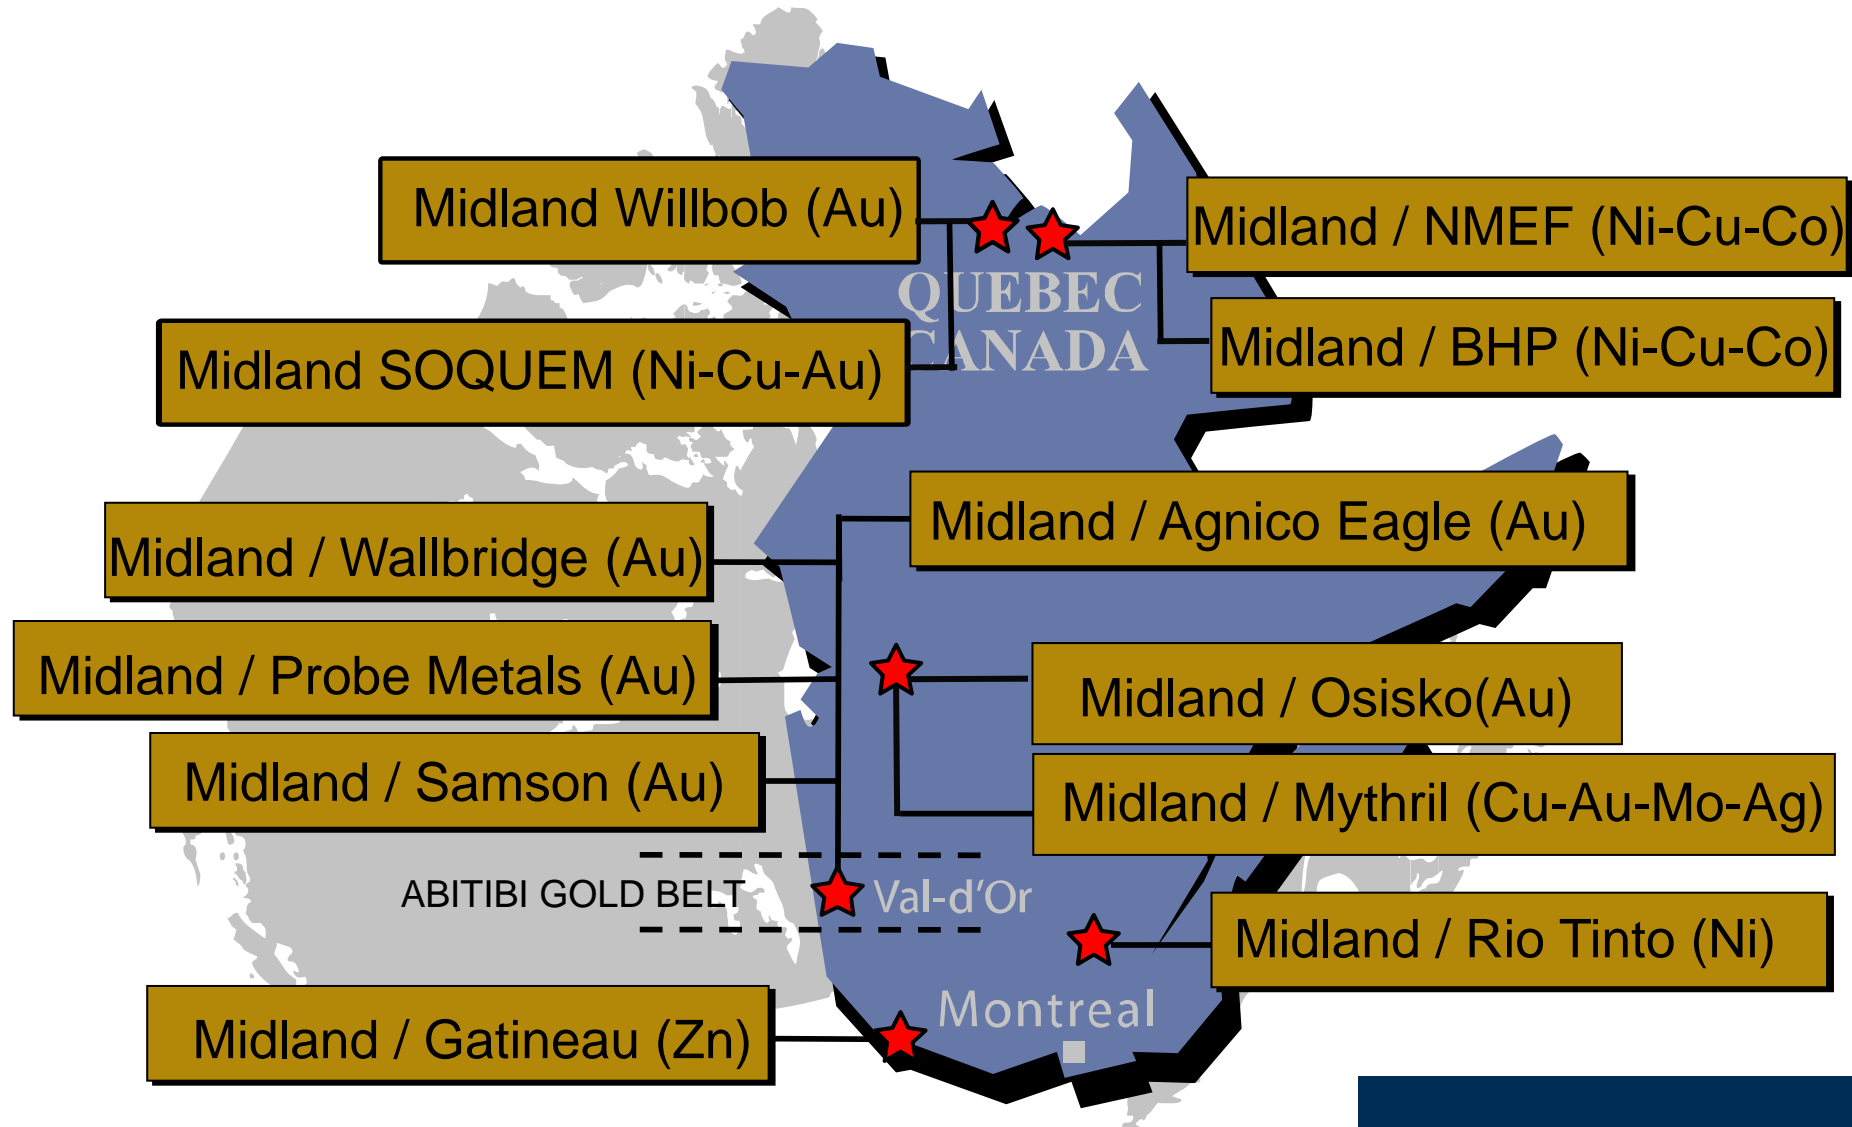 Midland Willbob (Au)
Midland / NMEF (Ni-Cu-Co)
QUEBEC
CANADA
Midland SOQUEM (Ni-Cu-Au)
Midland / BHP (Ni-Cu-Co)
Midland / Agnico Eagle (Au)
Midland / Wallbridge (Au)
Midland / Probe Metals (Au)
Midland / Osisko(Au)
Midland / Samson (Au)
Midland / Mythril (Cu-Au-Mo-Ag)
ABITIBI GOLD BELT
Val-d'Or
Midland / Rio Tinto (Ni)
Montreal
Midland / Gatineau (Zn)